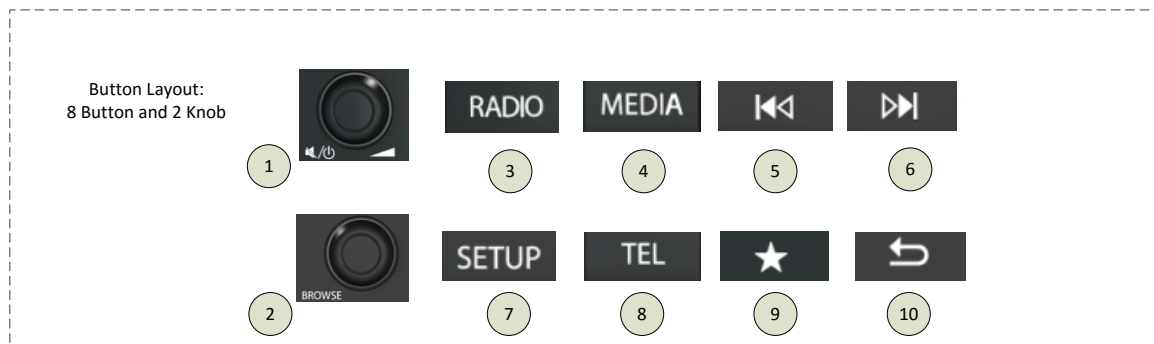 Button Layout:
8 Button and 2 Knob
RADIO
MEDIA
1
3
4
5
6
BROWSE
SETUP
TEL
2
7
8
9
10